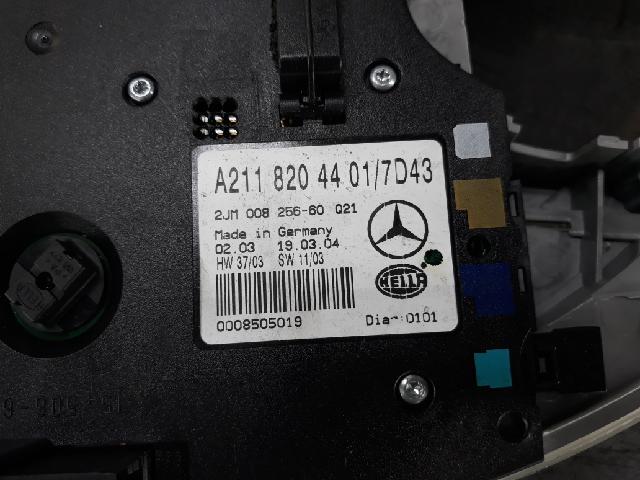 A211 820 44 01/7D43
2JM 008 256-60 Q21
Made in Germany
02.03 19.03.04
HW 37/03 SW 11/03
HELLA
0008505019
Dia-:0101